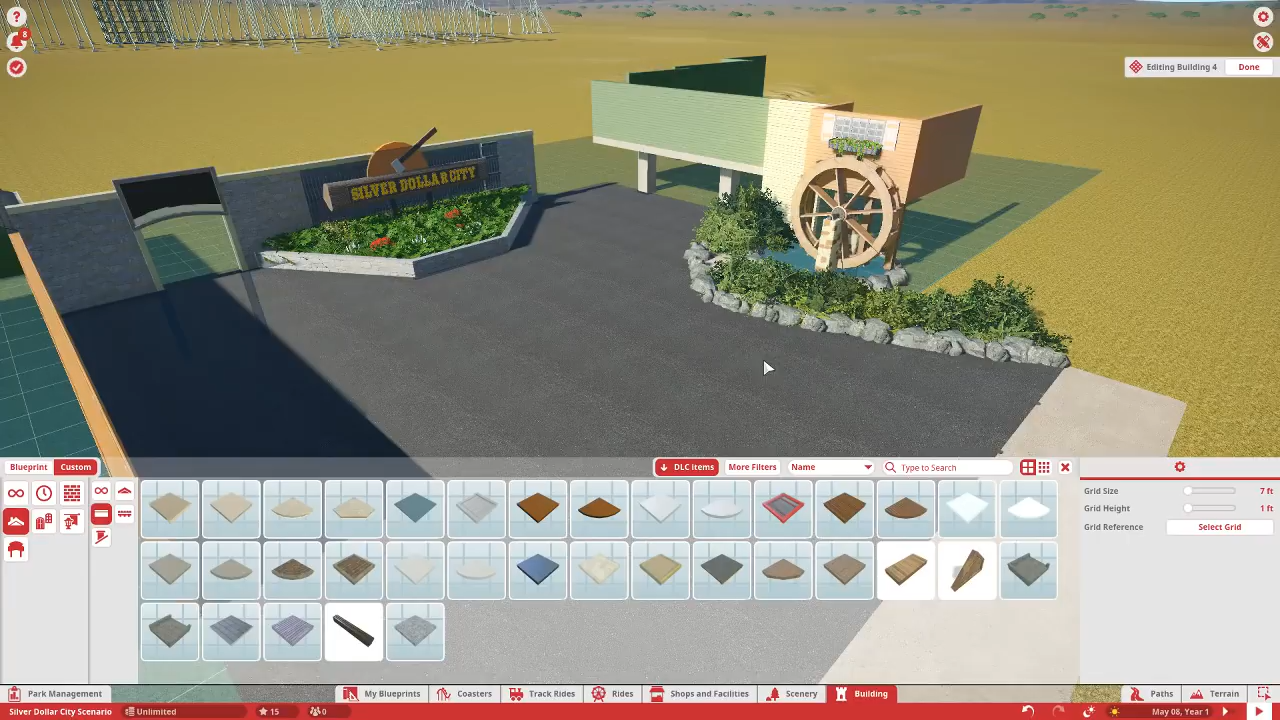 ?
8
Editing Building 4 Done
SILVER DOLLAR CITY
Blueprint Custom DLC Items More Filters Name Type to Search
Grid Size 7 ft
Grid Height 1 ft
Grid Reference Select Grid
Park Management My Blueprints Coasters Track Rides Rides Shops and Facilities Scenery Building Paths Terrain
Silver Dollar City Scenario Unlimited 15 0 May 08, Year 1